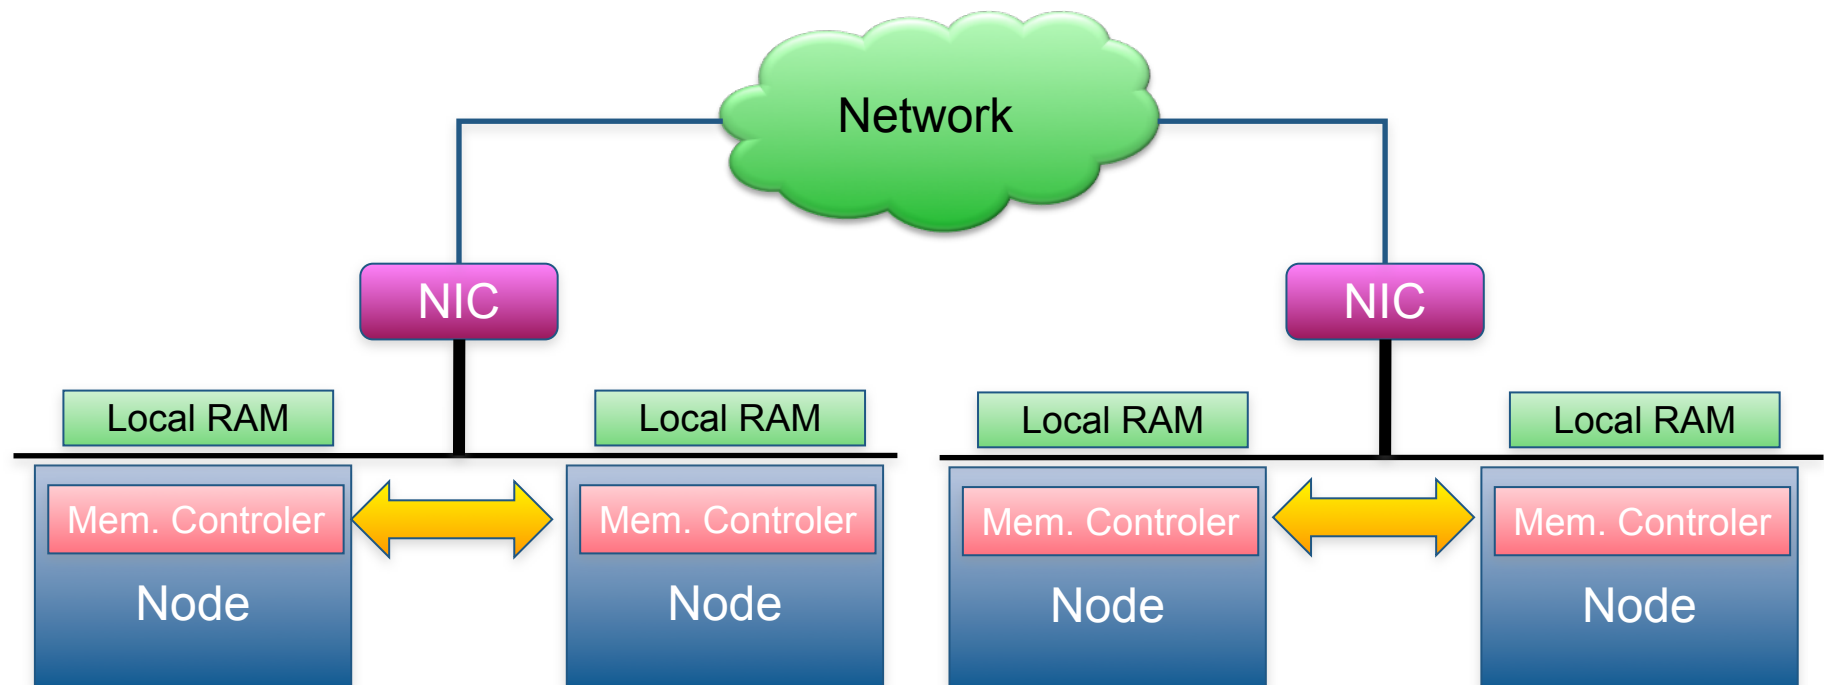 Network
NIC
NIC
Local RAM
Local RAM
Local RAM
Local RAM
Mem. Controler
Mem. Controler
Mem. Controler
Mem. Controler
Node
Node
Node
Node